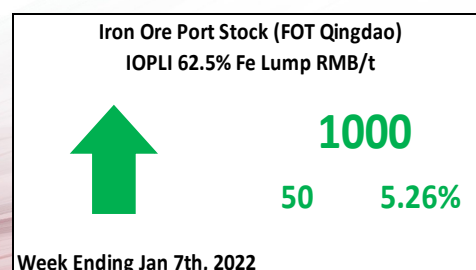 Iron Ore Port Stock (FOT Qingdao)
IOPLI 62.5% Fe Lump RMB/t
1000
50 5.26%
Week Ending Jan 7th, 2022